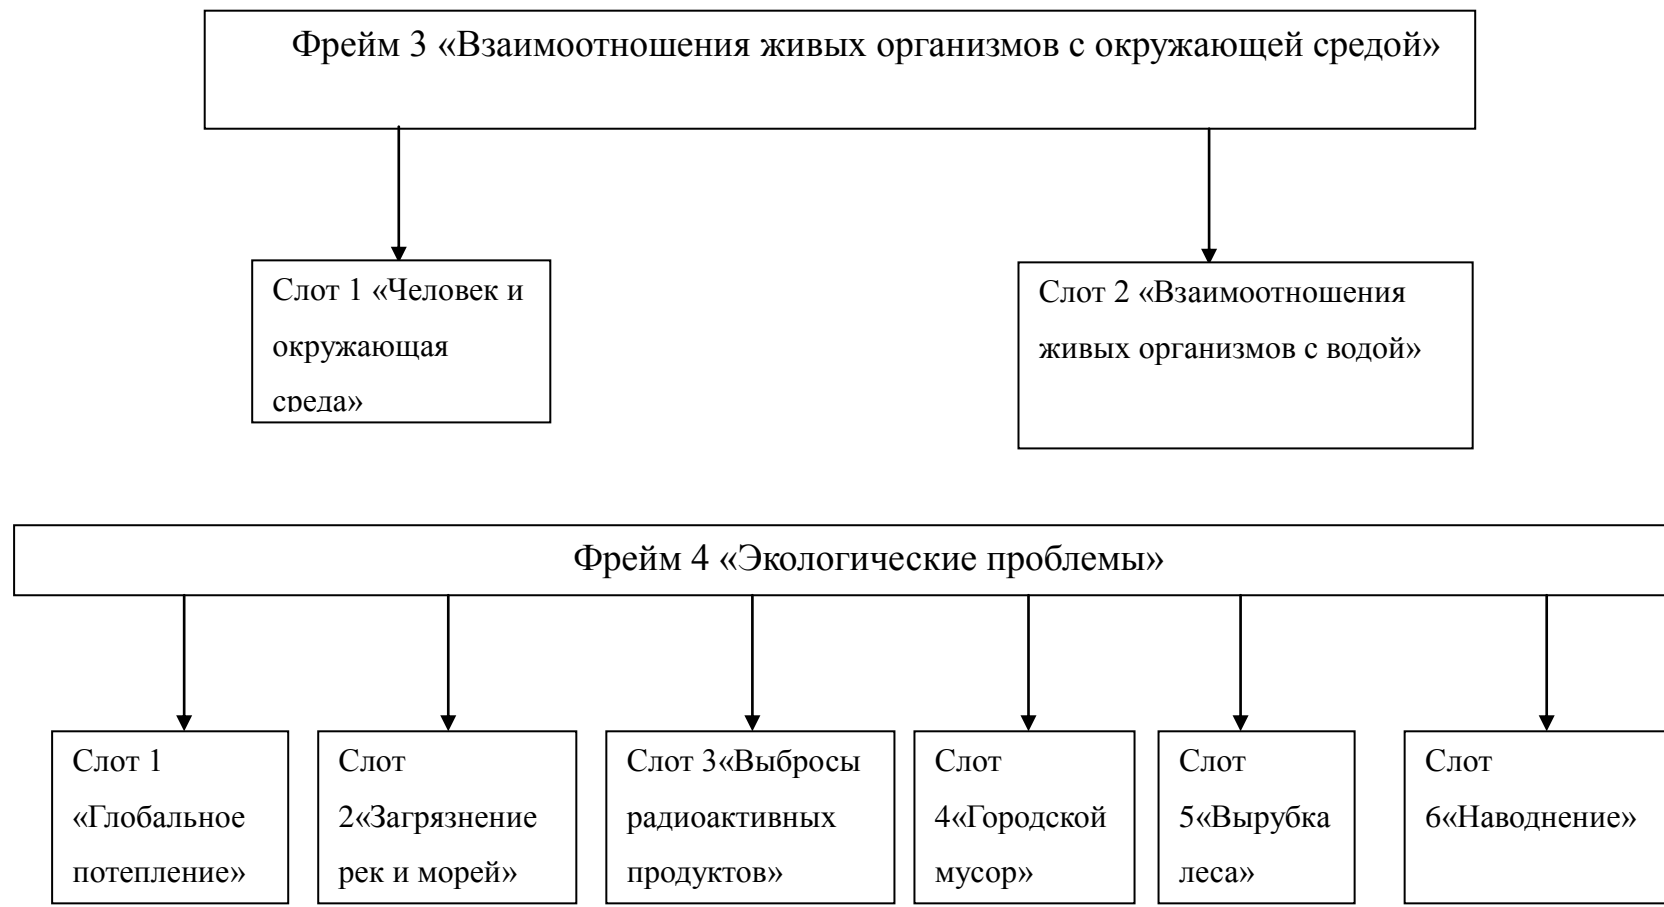 Фрейм 3 «Взаимоотношения живых организмов с окружающей средой»
Слот 1 «Человек и
окружающая
среда»
Слот 2 «Взаимоотношения
живых организмов с водой»
Фрейм 4 «Экологические проблемы»
Слот 1
«Глобальное
потепление»
Слот
2«Загрязнение
рек и морей»
Слот 3«Выбросы
радиоактивных
продуктов»
Слот
4«Городской
мусор»
Слот
5«Вырубка
леса»
Слот
6«Наводнение»